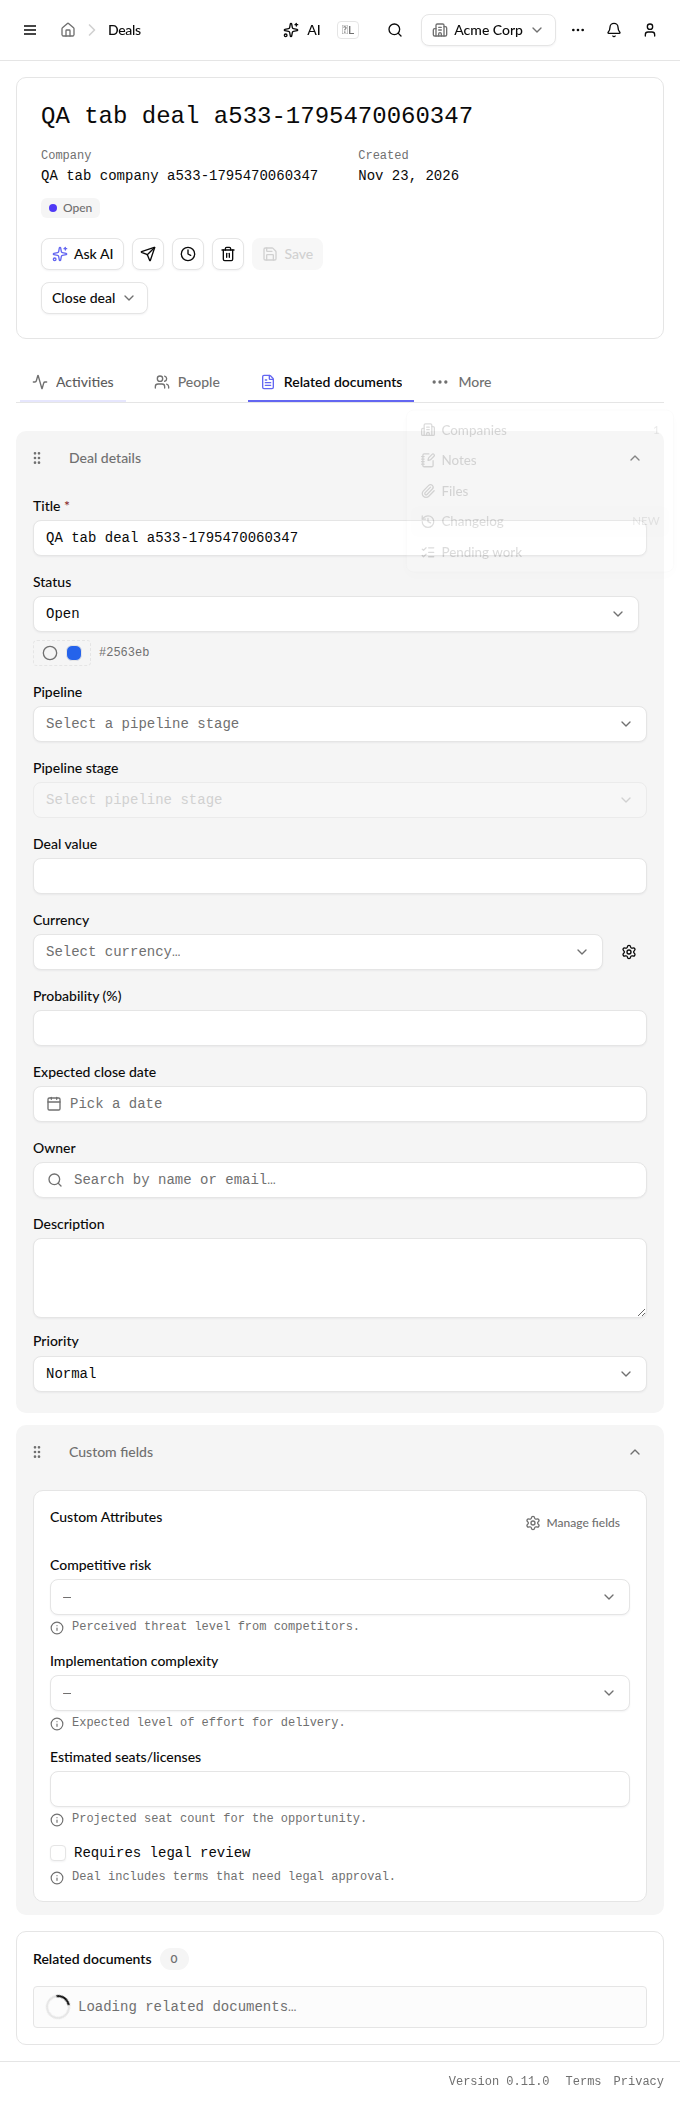 Deals
AI
L
Acme Corp
QA tab deal a533-1795470060347
Company
Created
QA tab company a533-1795470060347
Nov 23, 2026
Open
Ask AI
Save
Close deal
Activities
People
Related documents
More
Companies 1
Notes
Files
Changelog NEW
Pending work
Deal details
Title *
QA tab deal a533-1795470060347
Status
Open
#2563eb
Pipeline
Select a pipeline stage
Pipeline stage
Select pipeline stage
Deal value
Currency
Select currency…
Probability (%)
Expected close date
Pick a date
Owner
Search by name or email…
Description
Priority
Normal
Custom fields
Custom Attributes
Manage fields
Competitive risk
—
Perceived threat level from competitors.
Implementation complexity
—
Expected level of effort for delivery.
Estimated seats/licenses
Projected seat count for the opportunity.
Requires legal review
Deal includes terms that need legal approval.
Related documents 0
Loading related documents…
Version 0.11.0 Terms Privacy